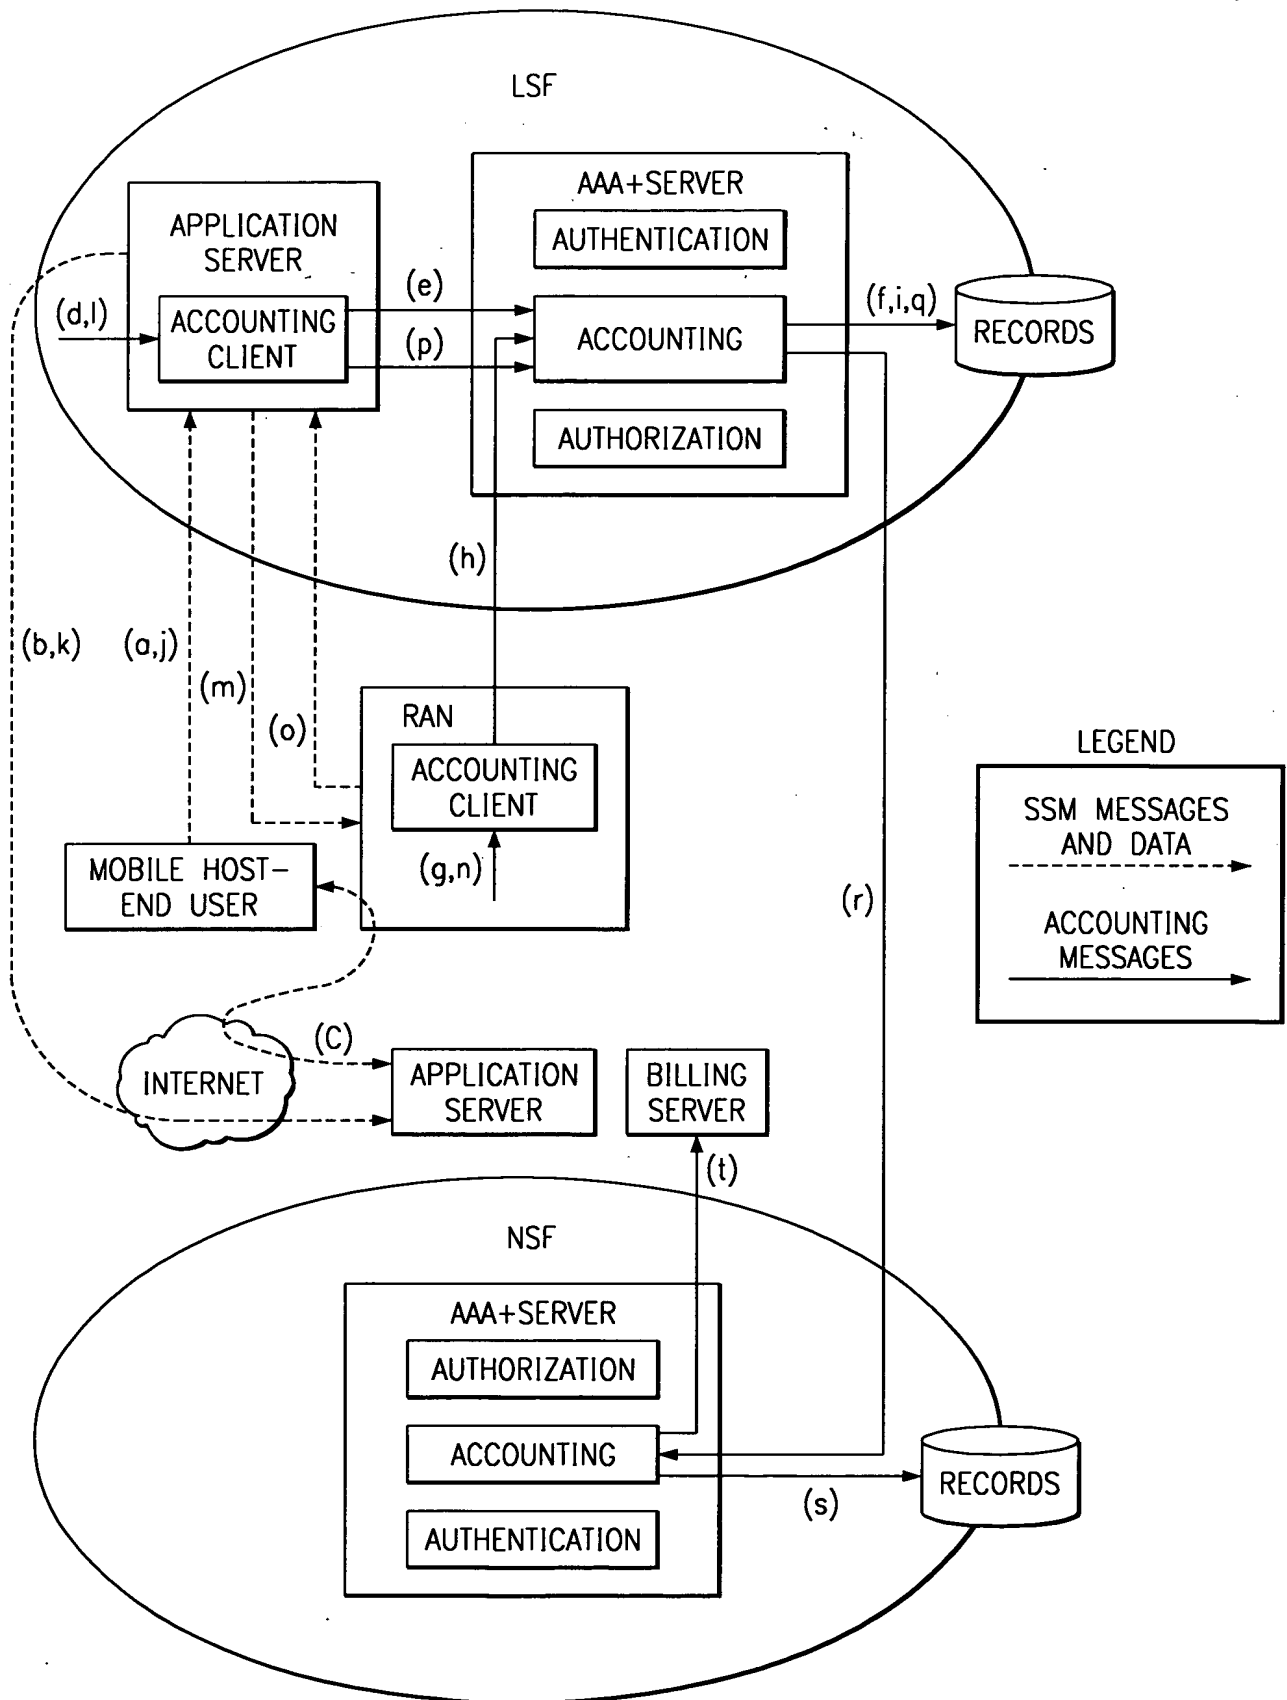 LSF
AAA+SERVER
AUTHENTICATION
APPLICATION
SERVER
(d,l)
ACCOUNTING
CLIENT
(e)
(p)
ACCOUNTING
(f,i,q)
RECORDS
AUTHORIZATION
(h)
(b,k)
(a,j)
(m)
(o)
RAN
ACCOUNTING
CLIENT
(g,n)
MOBILE HOST-
END USER
(r)
LEGEND
SSM MESSAGES
AND DATA
ACCOUNTING
MESSAGES
(C)
INTERNET
APPLICATION
SERVER
BILLING
SERVER
(t)
NSF
AAA+SERVER
AUTHORIZATION
ACCOUNTING
(s)
RECORDS
AUTHENTICATION